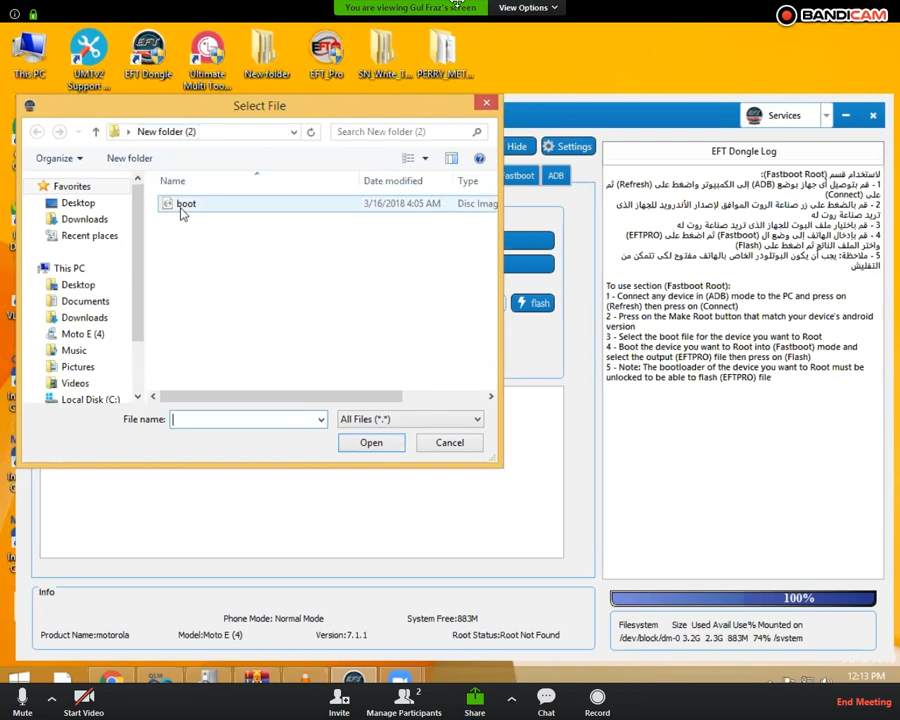 You are viewing Gul Fraz's screen
View Options
BANDICAM
This PC
UMTv2
Support ...
EFT Dongle
Ultimate
Multi Too...
New folder
EFT_Pro
SN_Write_T...
PERRY_MET...
Select File
New folder (2)
Search New folder (2)
Organize
New folder
Favorites
Desktop
Downloads
Recent places
This PC
Desktop
Documents
Downloads
Moto E (4)
Music
Pictures
Videos
Local Disk (C:)
Name
Date modified
Type
boot
3/16/2018 4:05 AM
Disc Imag
File name:
All Files (*.*)
Open
Cancel
Services
Hide
Settings
Fastboot
ADB
flash
EFT Dongle Log
لاستخدام قسم (Fastboot Root):
1 - قم بتوصيل أي جهاز بوضع (ADB) إلى الكمبيوتر واضغط على (Refresh) ثم
على (Connect)
2 - قم بالضغط على زر صناعة الروت الموافق لإصدار الأندرويد للجهاز الذى
تريد صناعة روت له
3 - قم بإختيار ملف البوت للجهاز الذى تريد صناعة روت له
4 - قم بإدخال الهاتف إلى وضع ال (Fastboot) ثم اضغط على (EFTPRO)
واختر الملف الناتج ثم اضغط على (Flash)
5 - ملاحظة: يجب أن يكون البوتلودر الخاص بالهاتف مفتوح لكى تتمكن من
التفليش
To use section (Fastboot Root):
1 - Connect any device in (ADB) mode to the PC and press on
(Refresh) then press on (Connect)
2 - Press on the Make Root button that match your device's android
version
3 - Select the boot file for the device you want to Root
4 - Boot the device you want to Root into (Fastboot) mode and
select the output (EFTPRO) file then press on (Flash)
5 - Note: The bootloader of the device you want to Root must be
unlocked to be able to flash (EFTPRO) file
Info
Phone Mode: Normal Mode
System Free:883M
Product Name:motorola
Model:Moto E (4)
Version:7.1.1
Root Status:Root Not Found
100%
Filesystem Size Used Avail Use% Mounted on
/dev/block/dm-0 3.2G 2.3G 883M 74% /system
12:13 PM
Mute
Start Video
Invite
Manage Participants
2
Share
Chat
Record
End Meeting